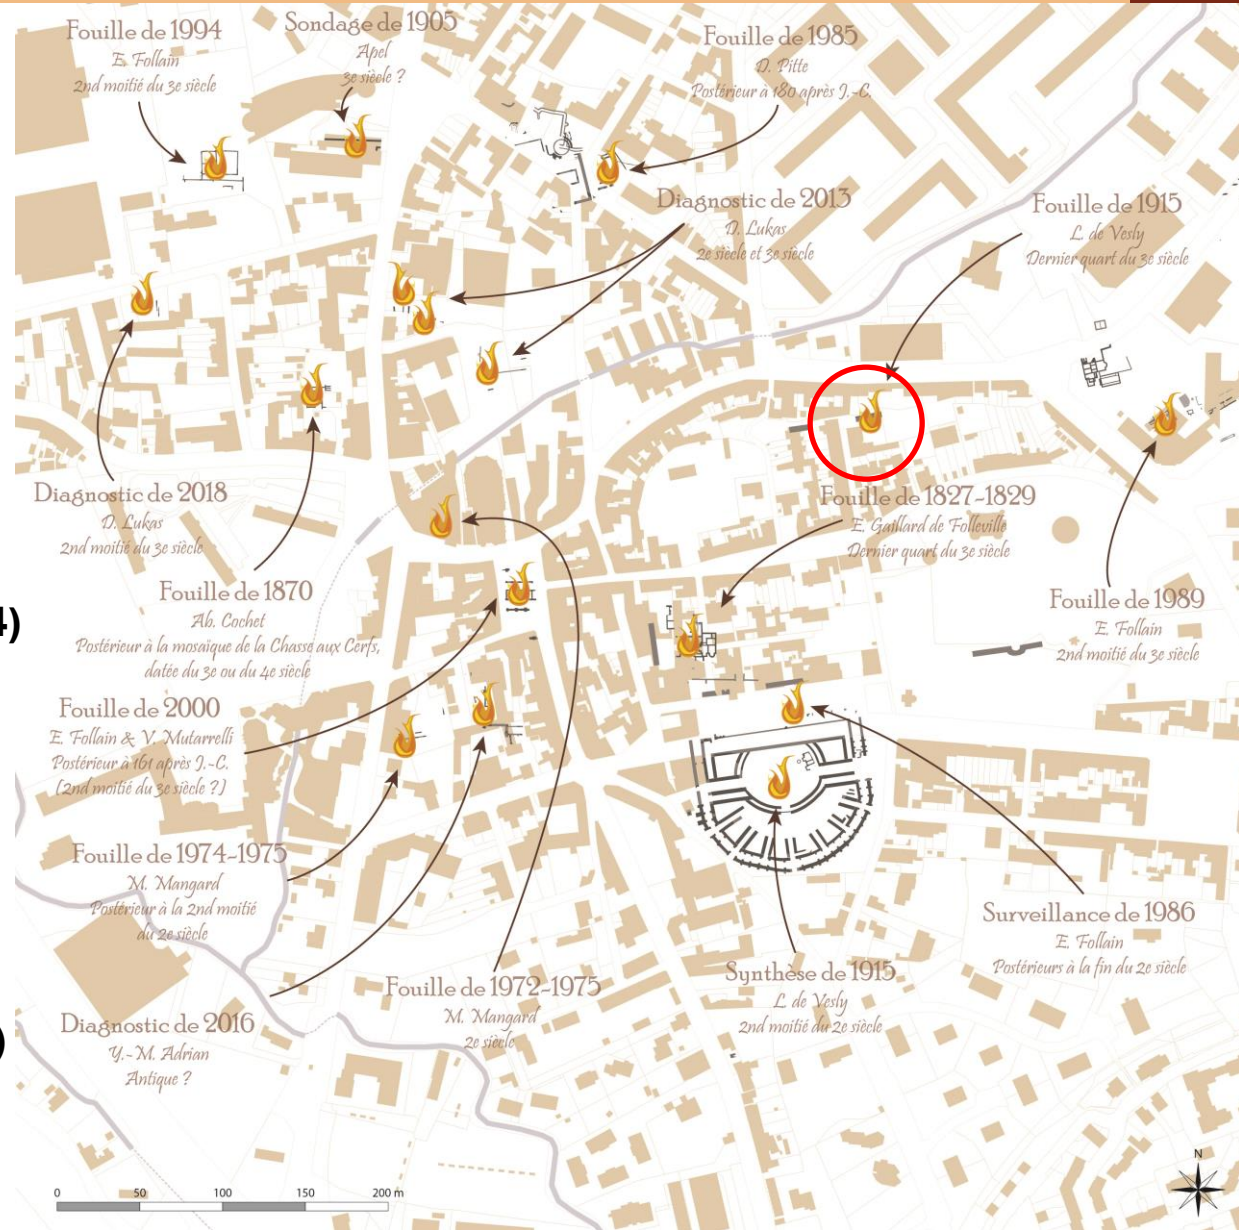 Fouille de 1994
E. Follain
2nd moitié du 3e siècle
Sondage de 1905
Apel
3e siècle ?
Fouille de 1985
D. Pitte
Postérieur à 180 après J.-C.
Diagnostic de 2013
D. Lukas
2e siècle et 3e siècle
Fouille de 1915
L. de Vesly
Dernier quart du 3e siècle
Diagnostic de 2018
D. Lukas
2nd moitié du 3e siècle
Fouille de 1827-1829
E. Gaillard de Folleville
Dernier quart du 3e siècle
Fouille de 1870
Ab. Cochet
Postérieur à la mosaïque de la Chasse aux Cerfs,
datée du 3e ou du 4e siècle
Fouille de 1989
E. Follain
2nd moitié du 3e siècle
4)
Fouille de 2000
E. Follain & V. Mutarrelli
Postérieur à 161 après J.-C.
(2nd moitié du 3e siècle ?)
Fouille de 1974-1975
M. Mangard
Postérieur à la 2nd moitié
du 2e siècle
Surveillance de 1986
E. Follain
Postérieurs à la fin du 2e siècle
Synthèse de 1915
L. de Vesly
2nd moitié du 2e siècle
Fouille de 1972-1975
M. Mangard
2e siècle
)
Diagnostic de 2016
Y.-M. Adrian
Antique ?
N
0 50 100 150 200 m